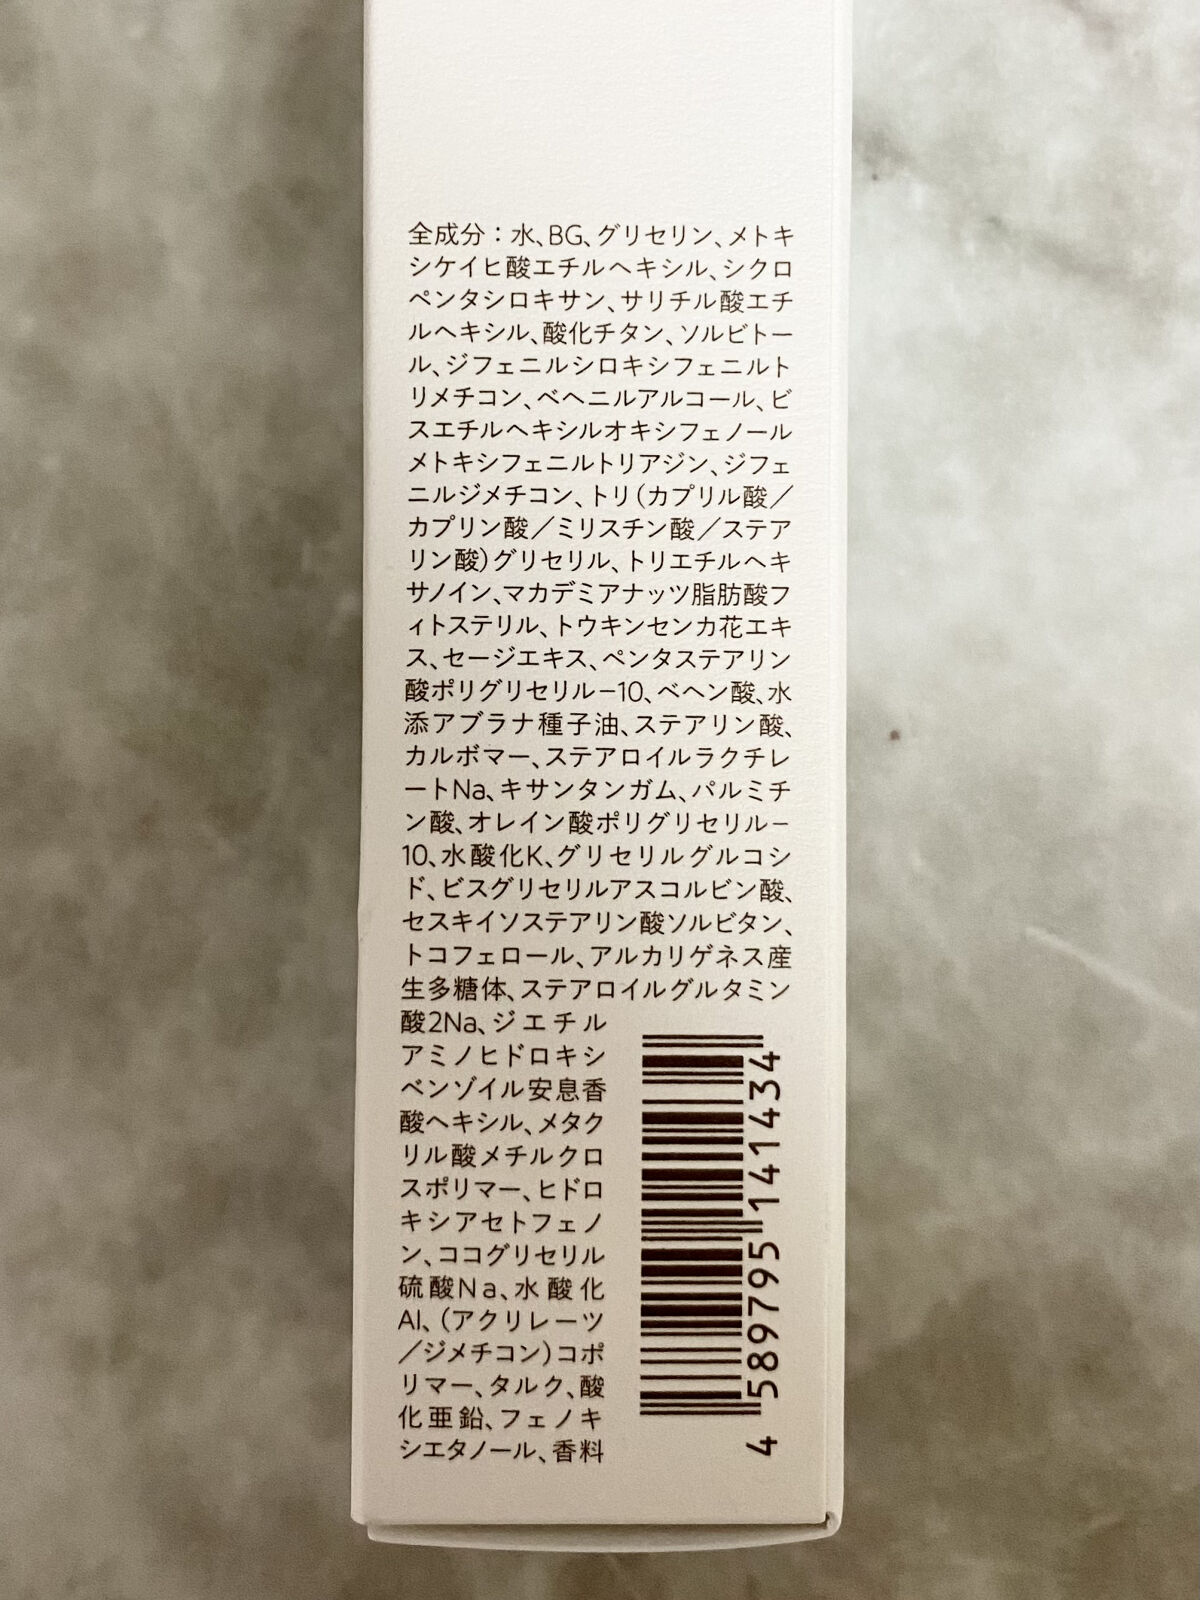 全成分：水、BG、グリセリン、メトキ
シケイヒ酸エチルヘキシル、シクロ
ペンタシロキサン、サリチル酸エチ
ルヘキシル、酸化チタン、ソルビトー
ル、ジフェニルシロキシフェニルト
リメチコン、ベヘニルアルコール、ビ
スエチルヘキシルオキシフェノール
メトキシフェニルトリアジン、ジフェ
ニルジメチコン、トリ（カプリル酸／
カプリン酸／ミリスチン酸／ステア
リン酸）グリセリル、トリエチルヘキ
サノイン、マカデミアナッツ脂肪酸フ
ィトステリル、トウキンセンカ花エキ
ス、セージエキス、ペンタステアリン
酸ポリグリセリル－10、ベヘン酸、水
添アブラナ種子油、ステアリン酸、
カルボマー、ステアロイルラクチレ
ートNa、キサンタンガム、パルミチ
ン酸、オレイン酸ポリグリセリル－
10、水酸化K、グリセリルグルコシ
ド、ビスグリセリルアスコルビン酸、
セスキイソステアリン酸ソルビタン、
トコフェロール、アルカリゲネス産
生多糖体、ステアロイルグルタミン
酸2Na、ジエチル
アミノヒドロキシ
ベンゾイル安息香
酸ヘキシル、メタク
リル酸メチルクロ
スポリマー、ヒドロ
キシアセトフェノ
ン、ココグリセリル
硫酸Na、水酸化
Al、（アクリレーツ
／ジメチコン）コポ
リマー、タルク、酸
化亜鉛、フェノキ
シエタノール、香料
4 589795 141434